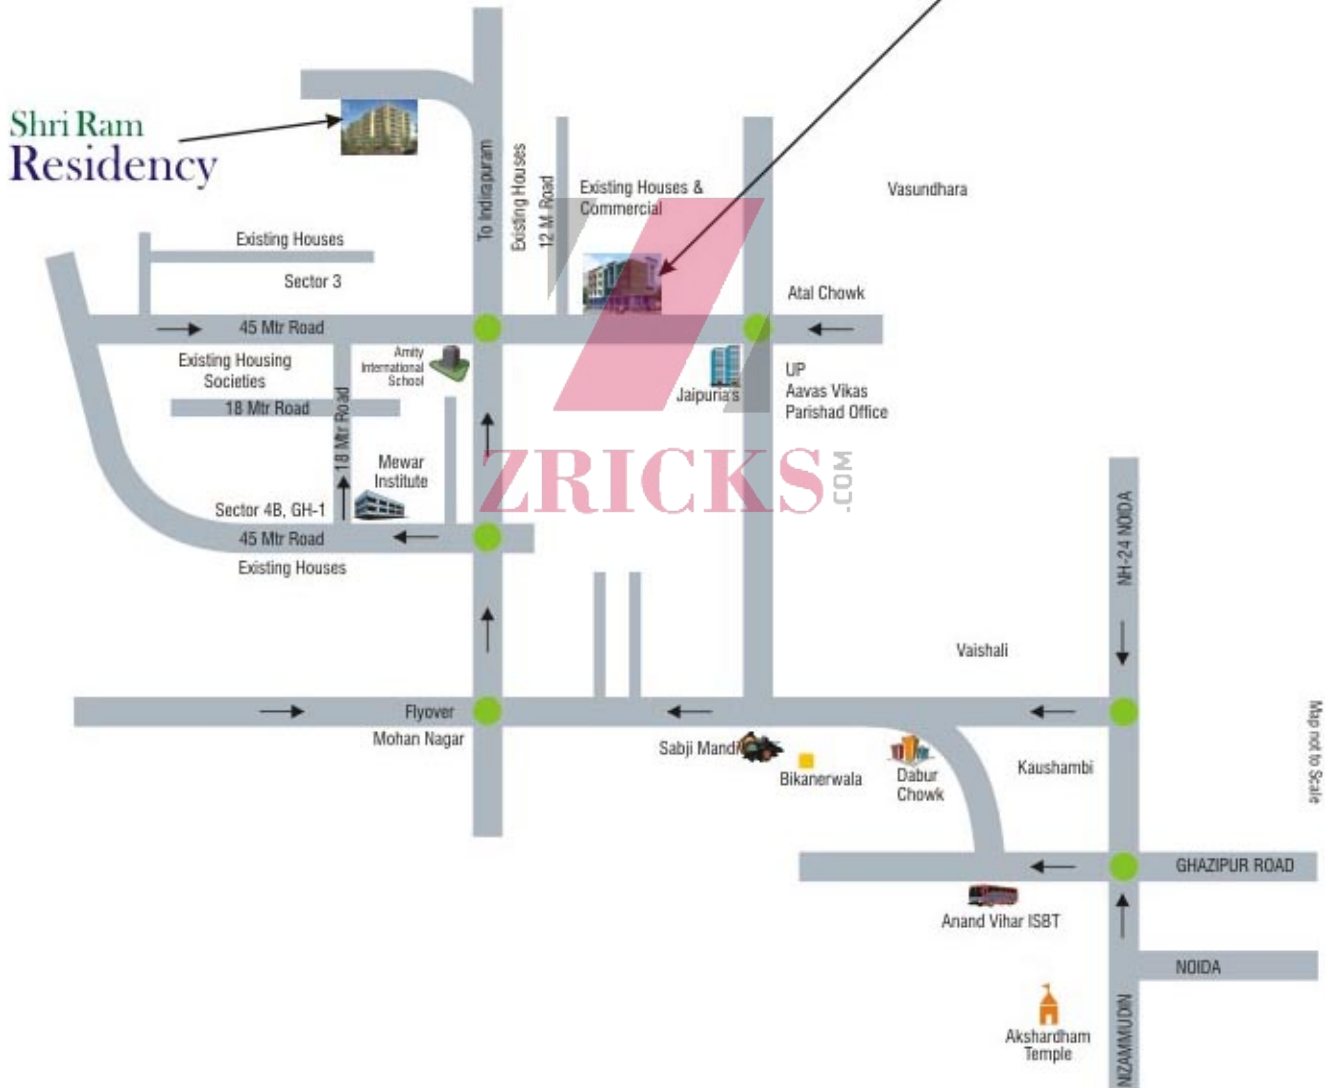 Shri Ram
Residency
To Indirapuram
Existing Houses
12 M Road
Existing Houses &
Commercial
Vasundhara
Existing Houses
Sector 3
Atal Chowk
45 Mtr Road
Amity
International
School
Existing Housing
Societies
18 Mtr Road
18 Mtr Road
Jaipuria's
UP
Aavas Vikas
Parishad Office
ZRICKS.COM
Mewar
Institute
Sector 4B, GH-1
45 Mtr Road
Existing Houses
NH-24 NOIDA
Vaishali
Flyover
Mohan Nagar
Sabji Mandi
Bikanerwala
Dabur
Chowk
Kaushambi
Map not to Scale
GHAZIPUR ROAD
Anand Vihar ISBT
NOIDA
Akshardham
Temple
NIZAMMUDIN